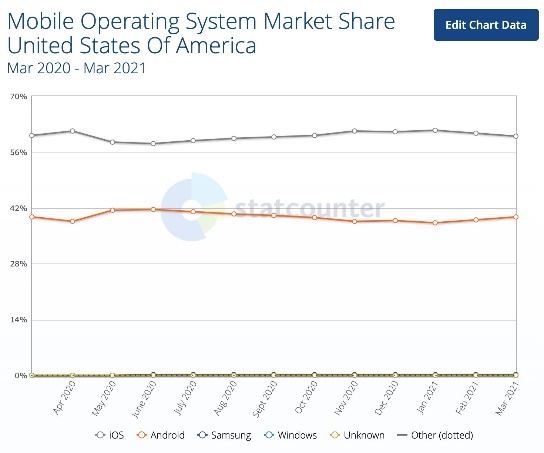 Mobile Operating System Market Share
United States Of America
Mar 2020 - Mar 2021
Edit Chart Data
70%
56%
42%
28%
14%
0%
statcounter
Apr 2020
May 2020
June 2020
July 2020
Aug 2020
Sept 2020
Oct 2020
Nov 2020
Dec 2020
Jan 2021
Feb 2021
Mar 2021
iOS Android Samsung Windows Unknown Other (dotted)